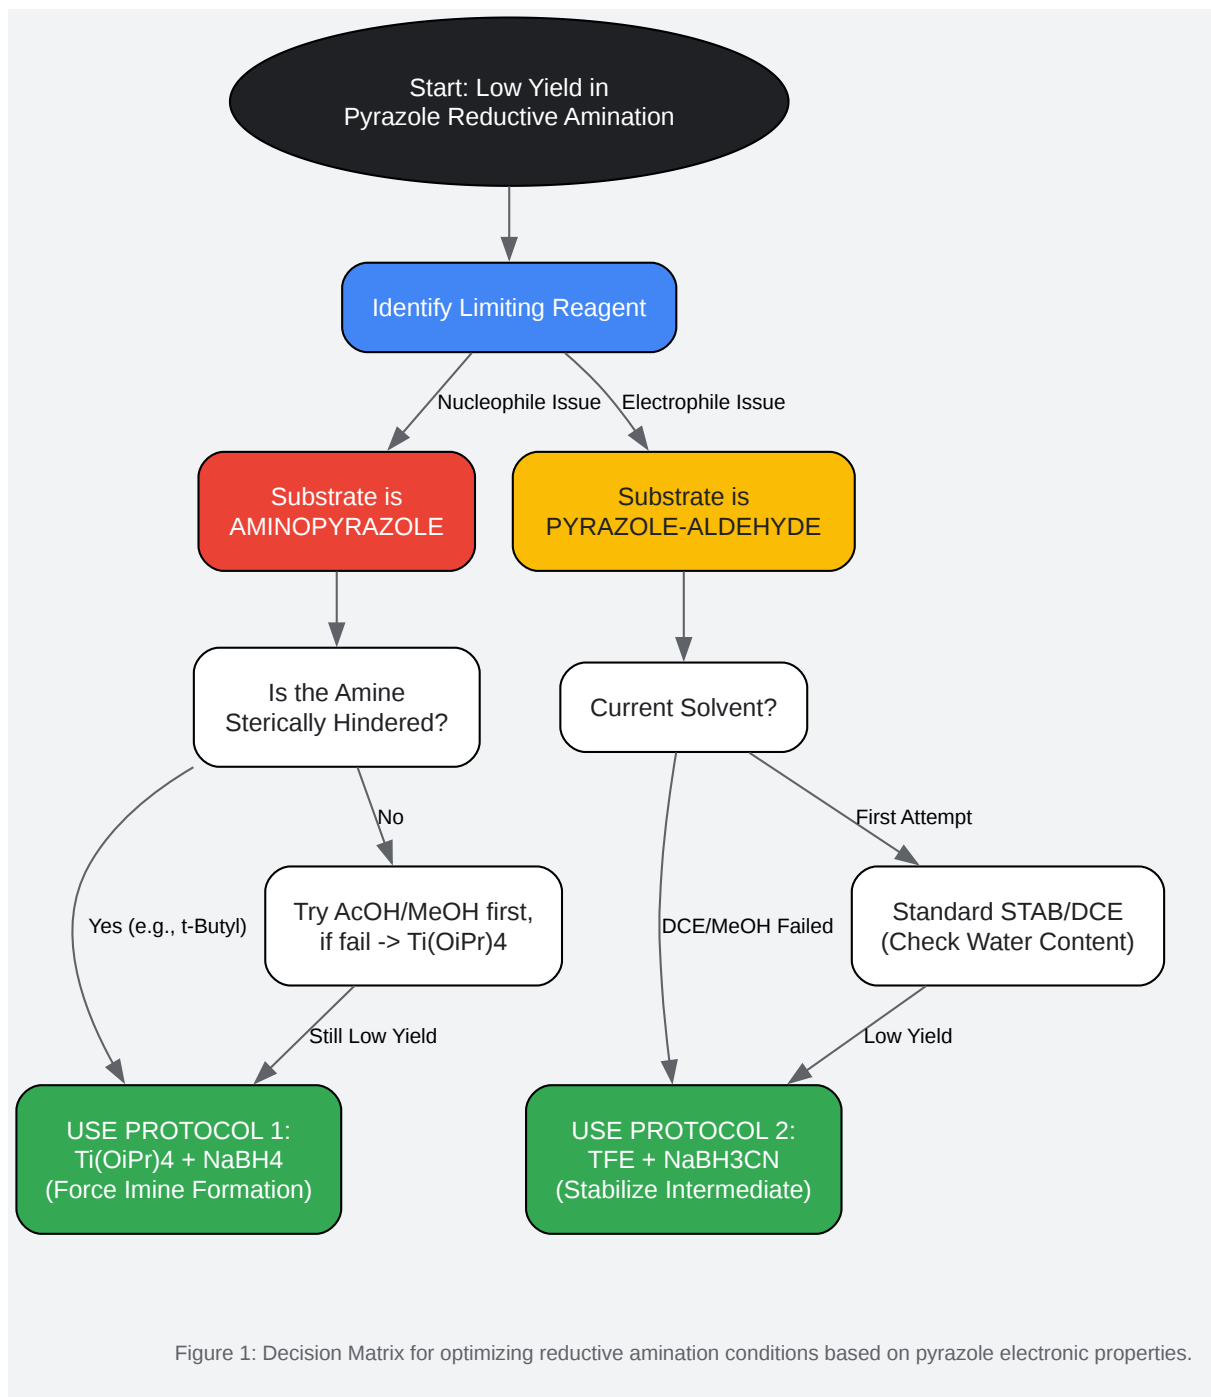 Start: Low Yield in
Pyrazole Reductive Amination
Identify Limiting Reagent
Nucleophile Issue
Electrophile Issue
Substrate is
AMINOPYRAZOLE
Substrate is
PYRAZOLE-ALDEHYDE
Is the Amine
Sterically Hindered?
Current Solvent?
No
First Attempt
Yes (e.g., t-Butyl)
Try AcOH/MeOH first,
if fail -> Ti(OiPr)4
DCE/MeOH Failed
Standard STAB/DCE
(Check Water Content)
Still Low Yield
Low Yield
USE PROTOCOL 1:
Ti(OiPr)4 + NaBH4
(Force Imine Formation)
USE PROTOCOL 2:
TFE + NaBH3CN
(Stabilize Intermediate)
Figure 1: Decision Matrix for optimizing reductive amination conditions based on pyrazole electronic properties.